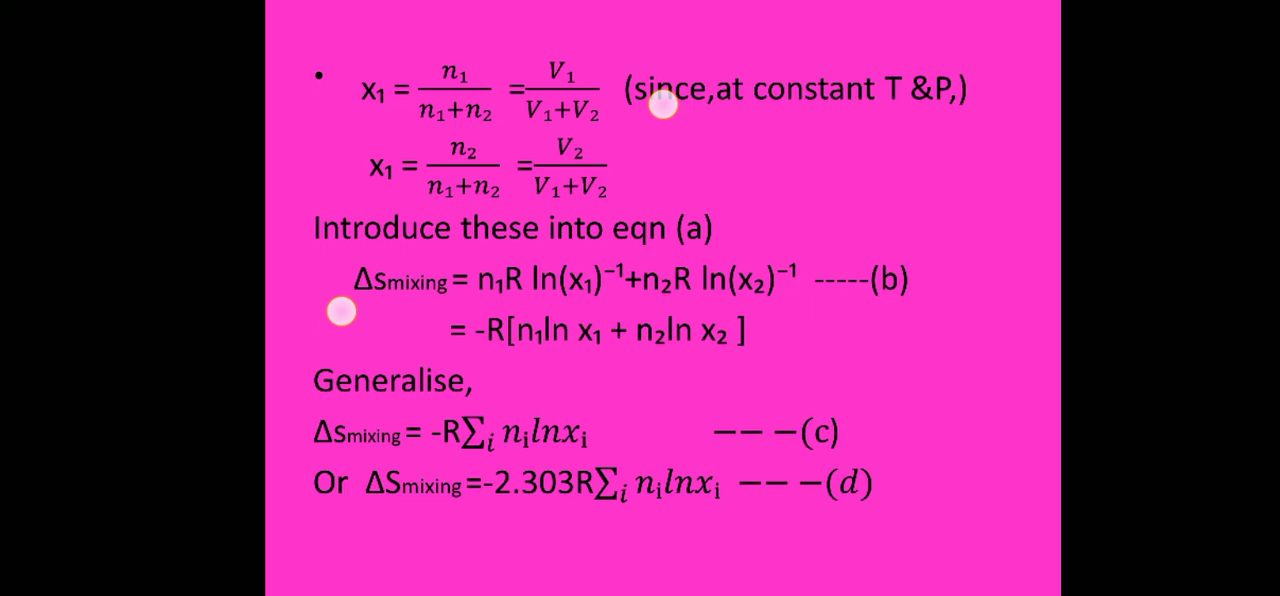 • x₁ = n₁/(n₁+n₂) = V₁/(V₁+V₂) (since,at constant T &P,)
x₁ = n₂/(n₁+n₂) = V₂/(V₁+V₂)
Introduce these into eqn (a)
Δsmixing = n₁R ln(x₁)⁻¹+n₂R ln(x₂)⁻¹ -----(b)
= -R[n₁ln x₁ + n₂ln x₂ ]
Generalise,
Δsmixing = -R∑ᵢ nᵢlnxᵢ −− −(c)
Or ΔSmixing =-2.303R∑ᵢ nᵢlnxᵢ −− −(d)